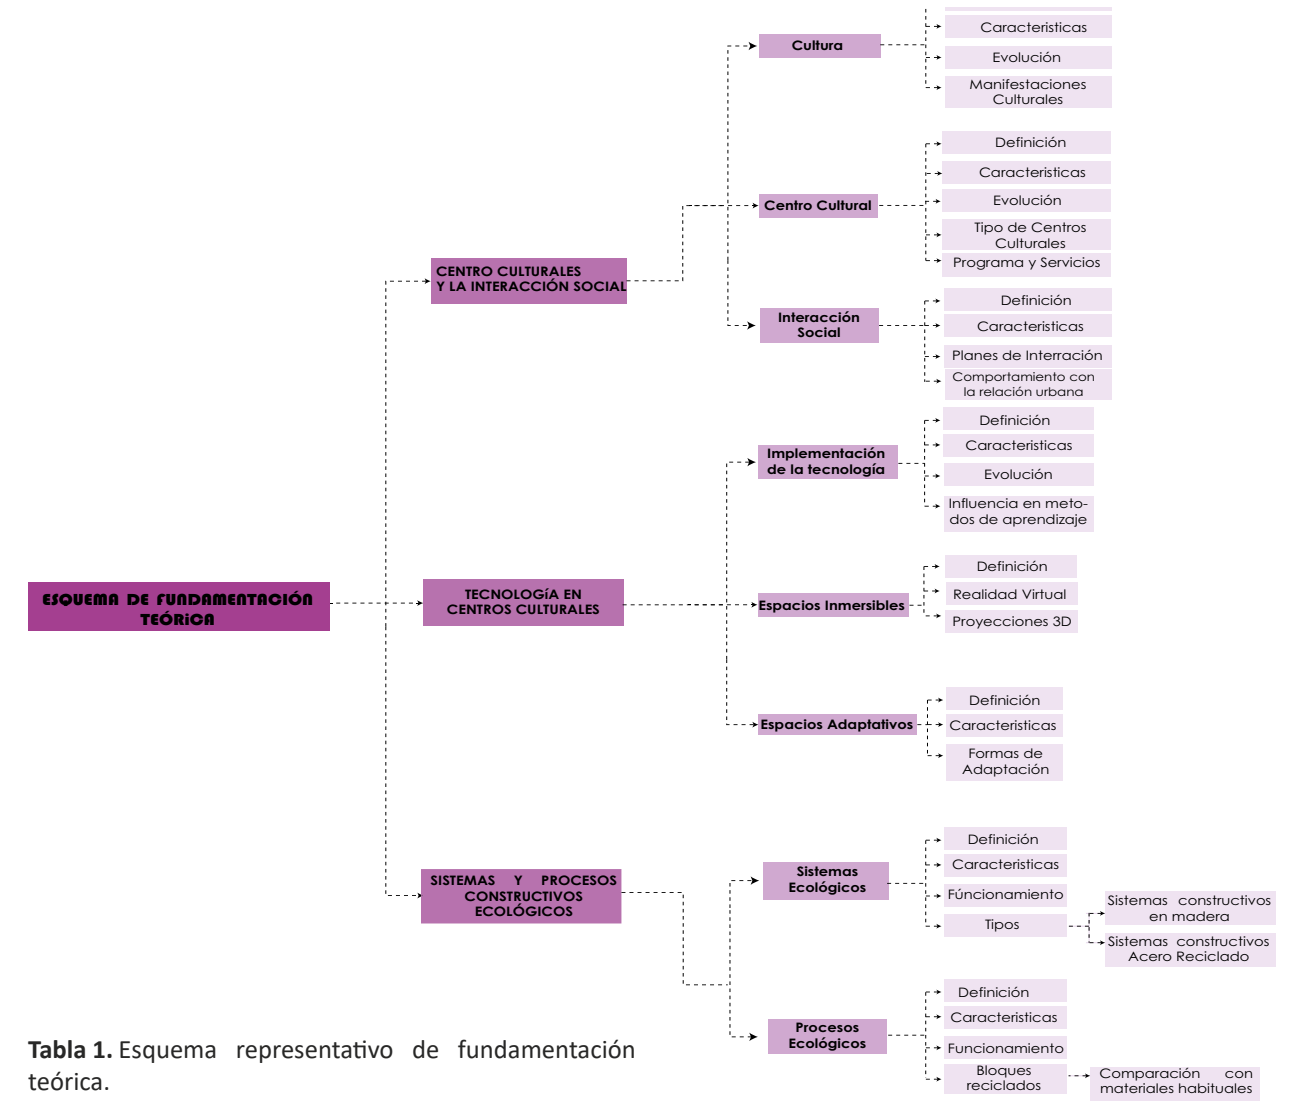 Cultura
Caracteristicas
Evolución
Manifestaciones
Culturales
Centro Cultural
Definición
Caracteristicas
Evolución
Tipo de Centros
Culturales
Programa y Servicios
CENTRO CULTURALES
Y LA INTERACCIÓN SOCIAL
Interacción
Social
Definición
Caracteristicas
Planes de Interración
Comportamiento con
la relación urbana
Implementación
de la tecnología
Definición
Caracteristicas
Evolución
Influencia en meto-
dos de aprendizaje
ESQUEMA DE FUNDAMENTACIÓN
TEÓRiCA
TECNOLOGíA EN
CENTROS CULTURALES
Espacios Inmersibles
Definición
Realidad Virtual
Proyecciones 3D
Espacios Adaptativos
Definición
Caracteristicas
Formas de
Adaptación
SISTEMAS Y PROCESOS
CONSTRUCTIVOS
ECOLÓGICOS
Sistemas
Ecológicos
Definición
Caracteristicas
Fúncionamiento
Tipos
Sistemas constructivos
en madera
Sistemas constructivos
Acero Reciclado
Procesos
Ecológicos
Definición
Caracteristicas
Funcionamiento
Bloques
reciclados
Comparación con
materiales habituales
Tabla 1. Esquema representativo de fundamentación
teórica.